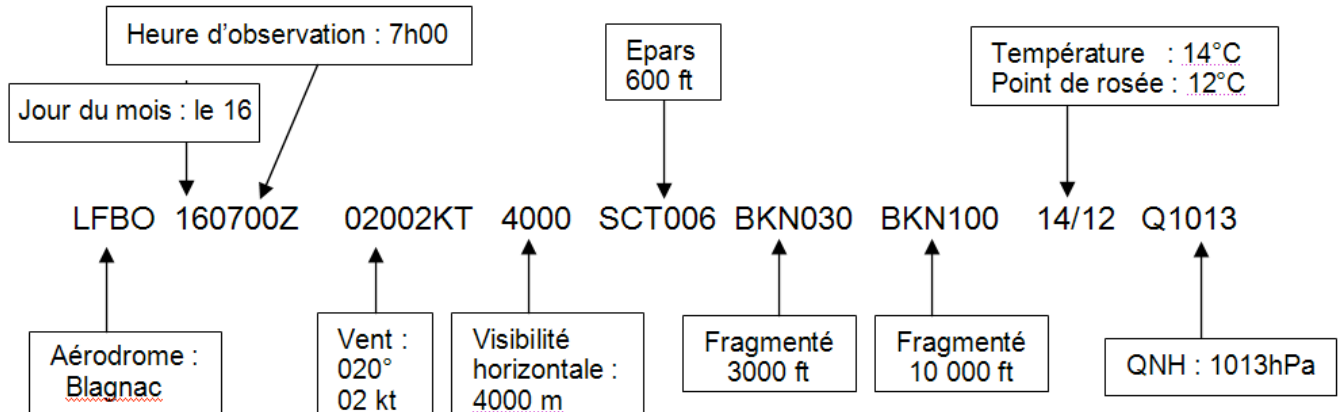 Heure d'observation : 7h00
Jour du mois : le 16
Epars
600 ft
Température : 14°C
Point de rosée : 12°C
LFBO 160700Z 02002KT 4000 SCT006 BKN030 BKN100 14/12 Q1013
Aérodrome :
Blagnac
Vent :
020°
02 kt
Visibilité
horizontale :
4000 m
Fragmenté
3000 ft
Fragmenté
10 000 ft
QNH : 1013hPa